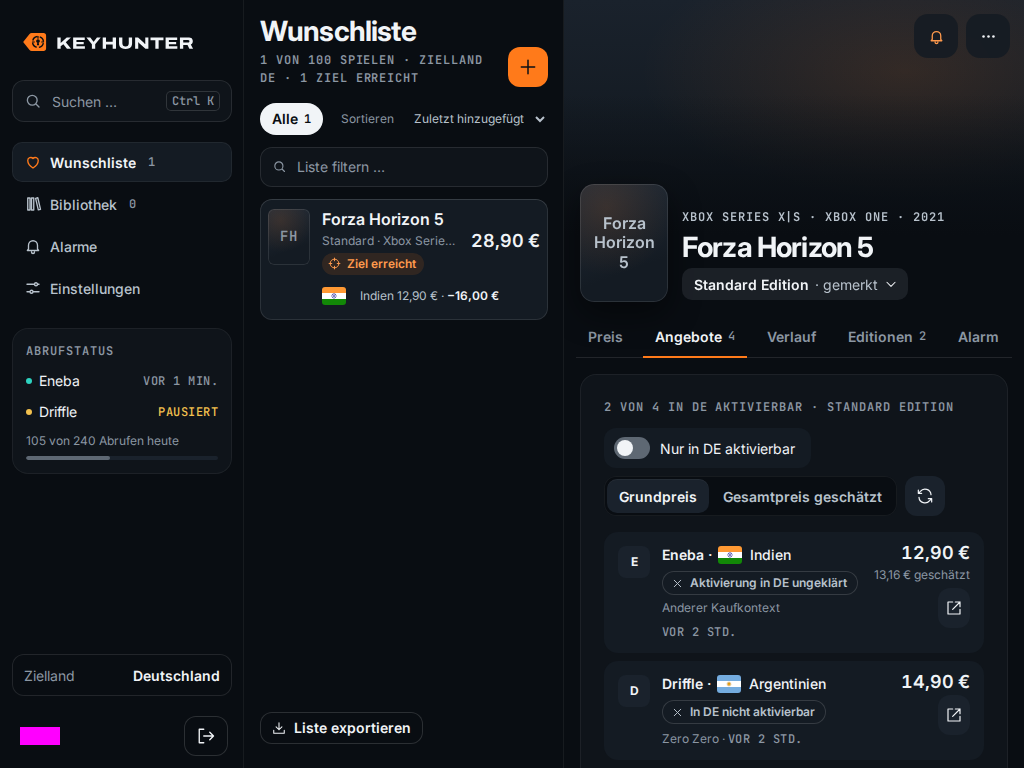 KEYHUNTER
Suchen ...
Ctrl K
Wunschliste 1
Bibliothek 0
Alarme
Einstellungen
ABRUFSTATUS
Eneba VOR 1 MIN.
Driffle PAUSIERT
105 von 240 Abrufen heute
Zielland Deutschland
Wunschliste
1 VON 100 SPIELEN · ZIELLAND
DE · 1 ZIEL ERREICHT
Alle 1 Sortieren Zuletzt hinzugefügt
Liste filtern ...
FH
Forza Horizon 5
Standard · Xbox Serie...
28,90 €
Ziel erreicht
Indien 12,90 € · −16,00 €
Liste exportieren
Forza
Horizon
5
XBOX SERIES X|S · XBOX ONE · 2021
Forza Horizon 5
Standard Edition · gemerkt
Preis Angebote 4 Verlauf Editionen 2 Alarm
2 VON 4 IN DE AKTIVIERBAR · STANDARD EDITION
Nur in DE aktivierbar
Grundpreis Gesamtpreis geschätzt
E
Eneba · Indien
12,90 €
Aktivierung in DE ungeklärt
13,16 € geschätzt
Anderer Kaufkontext
VOR 2 STD.
D
Driffle · Argentinien
14,90 €
In DE nicht aktivierbar
Zero Zero · VOR 2 STD.